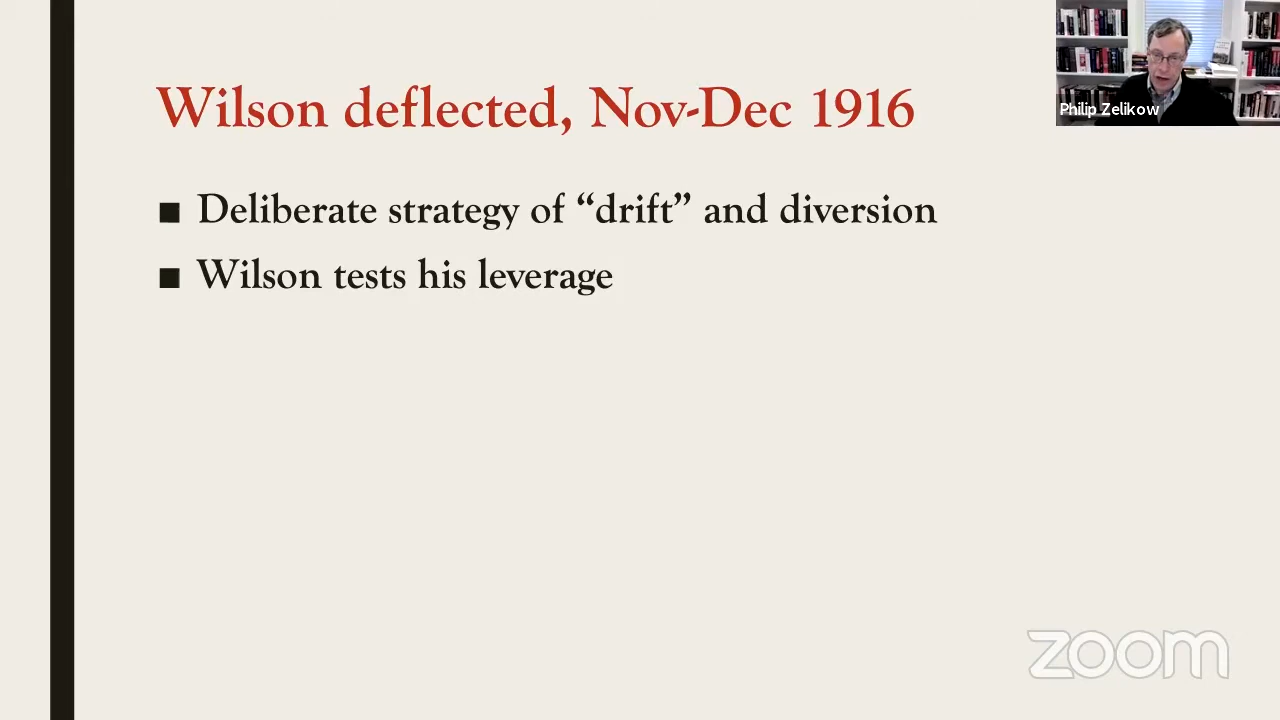 Wilson deflected, Nov-Dec 1916
Philip Zelikow
■ Deliberate strategy of “drift” and diversion
■ Wilson tests his leverage
zoom